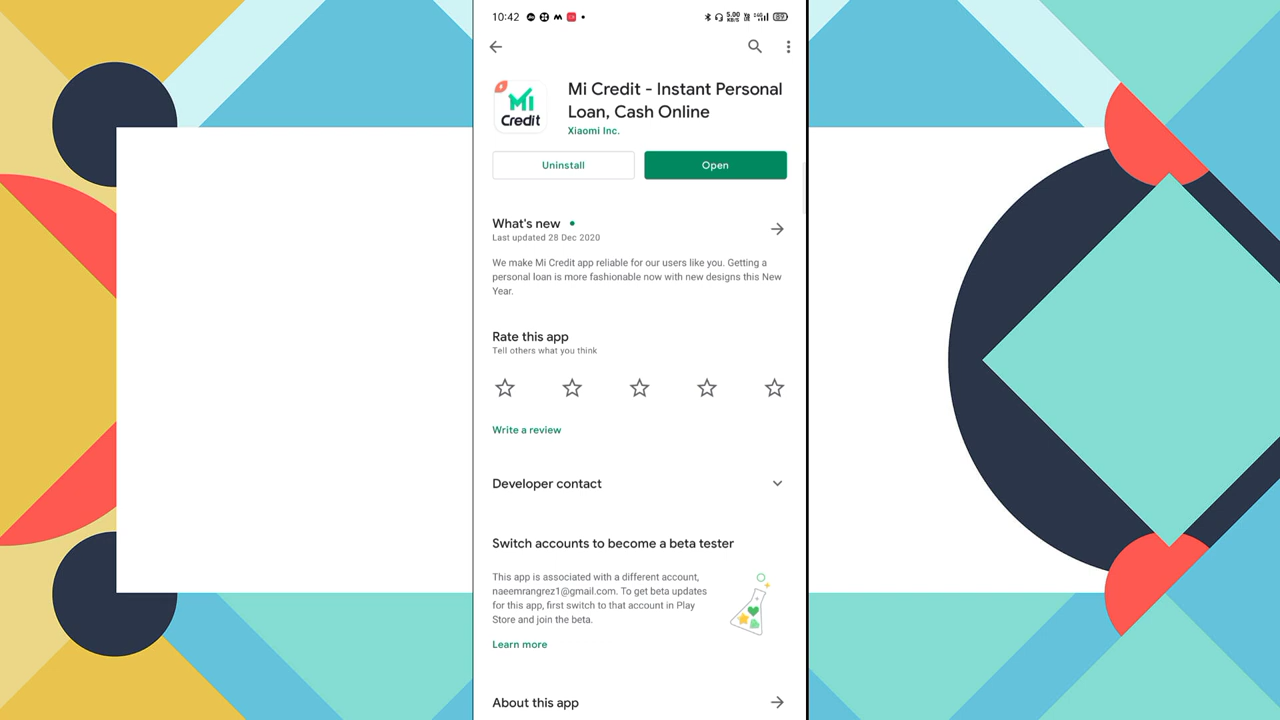 10:42
5.00
KB/S
89
Mi
Credit
Mi Credit - Instant Personal
Loan, Cash Online
Xiaomi Inc.
Uninstall
Open
What's new
Last updated 28 Dec 2020
We make Mi Credit app reliable for our users like you. Getting a
personal loan is more fashionable now with new designs this New
Year.
Rate this app
Tell others what you think
Write a review
Developer contact
Switch accounts to become a beta tester
This app is associated with a different account,
naeemrangrez1@gmail.com. To get beta updates
for this app, first switch to that account in Play
Store and join the beta.
Learn more
About this app